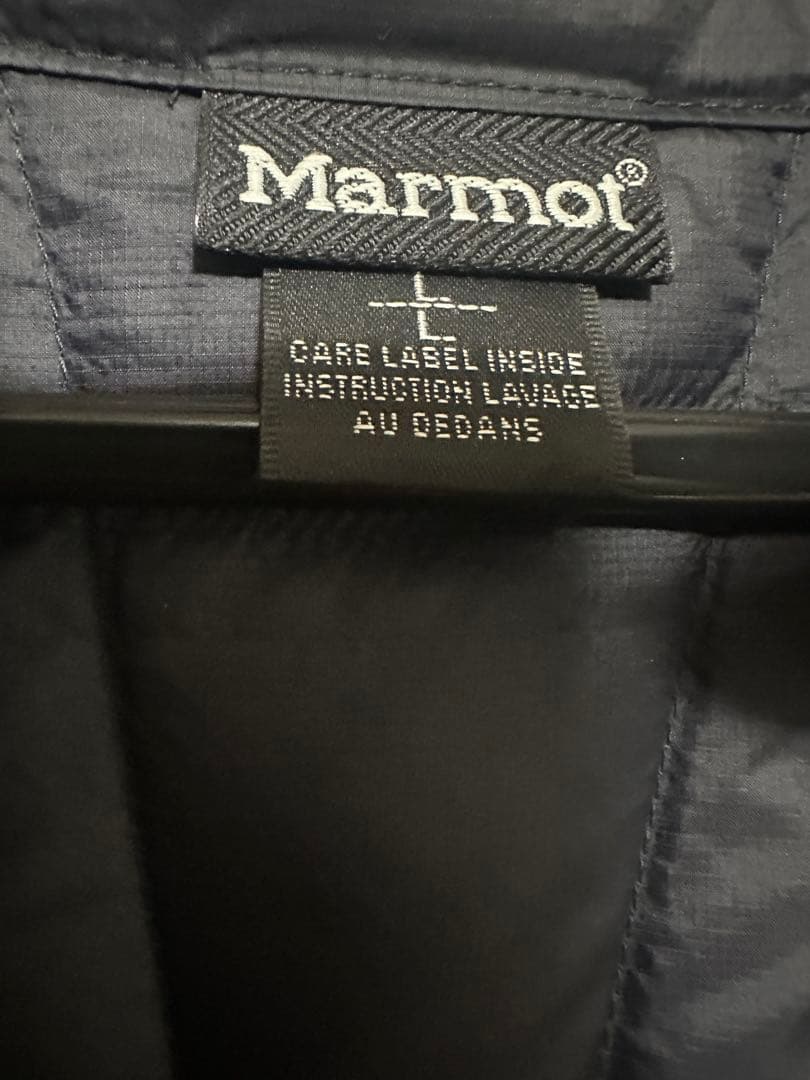 Marmot®
L
L
CARE LABEL INSIDE
INSTRUCTION LAVAGE
AU DEDANS